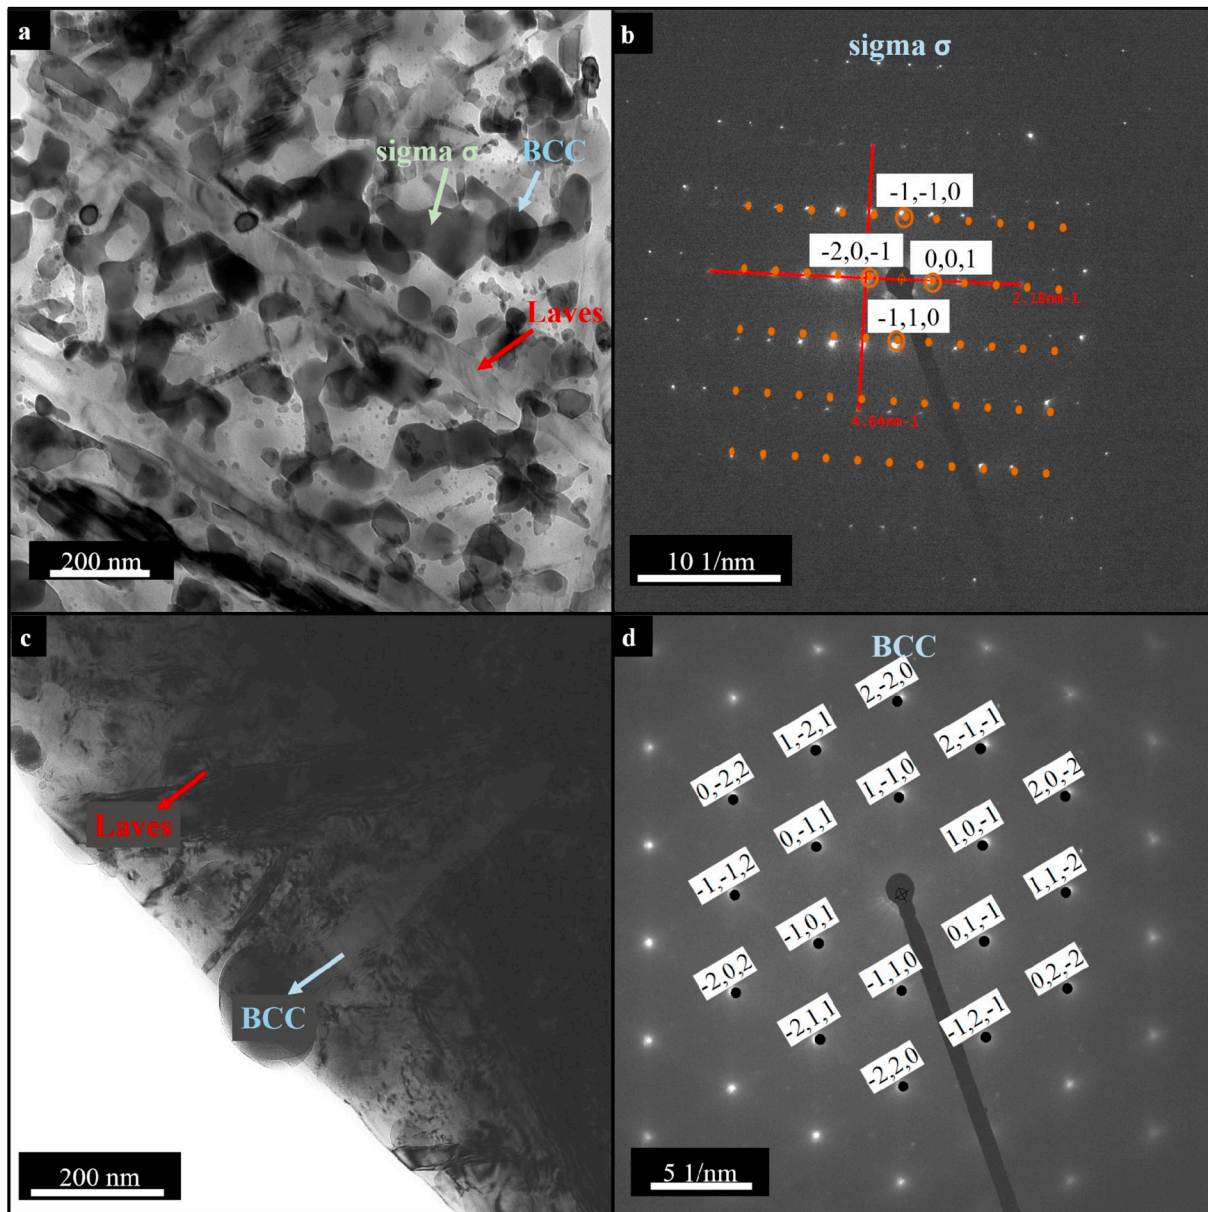 a
sigma σ
BCC
Laves
200 nm
b
sigma σ
-1,-1,0
-2,0,-1
0,0,1
2.18nm-1
-1,1,0
4.64nm-1
10 1/nm
c
Laves
BCC
200 nm
d
BCC
2,-2,0
1,-2,1
2,-1,-1
0,-2,2
1,-1,0
2,0,-2
0,-1,1
1,0,-1
-1,-1,2
1,1,-2
-1,0,1
0,1,-1
-2,0,2
-1,1,0
0,2,-2
-2,1,1
-1,2,-1
-2,2,0
5 1/nm